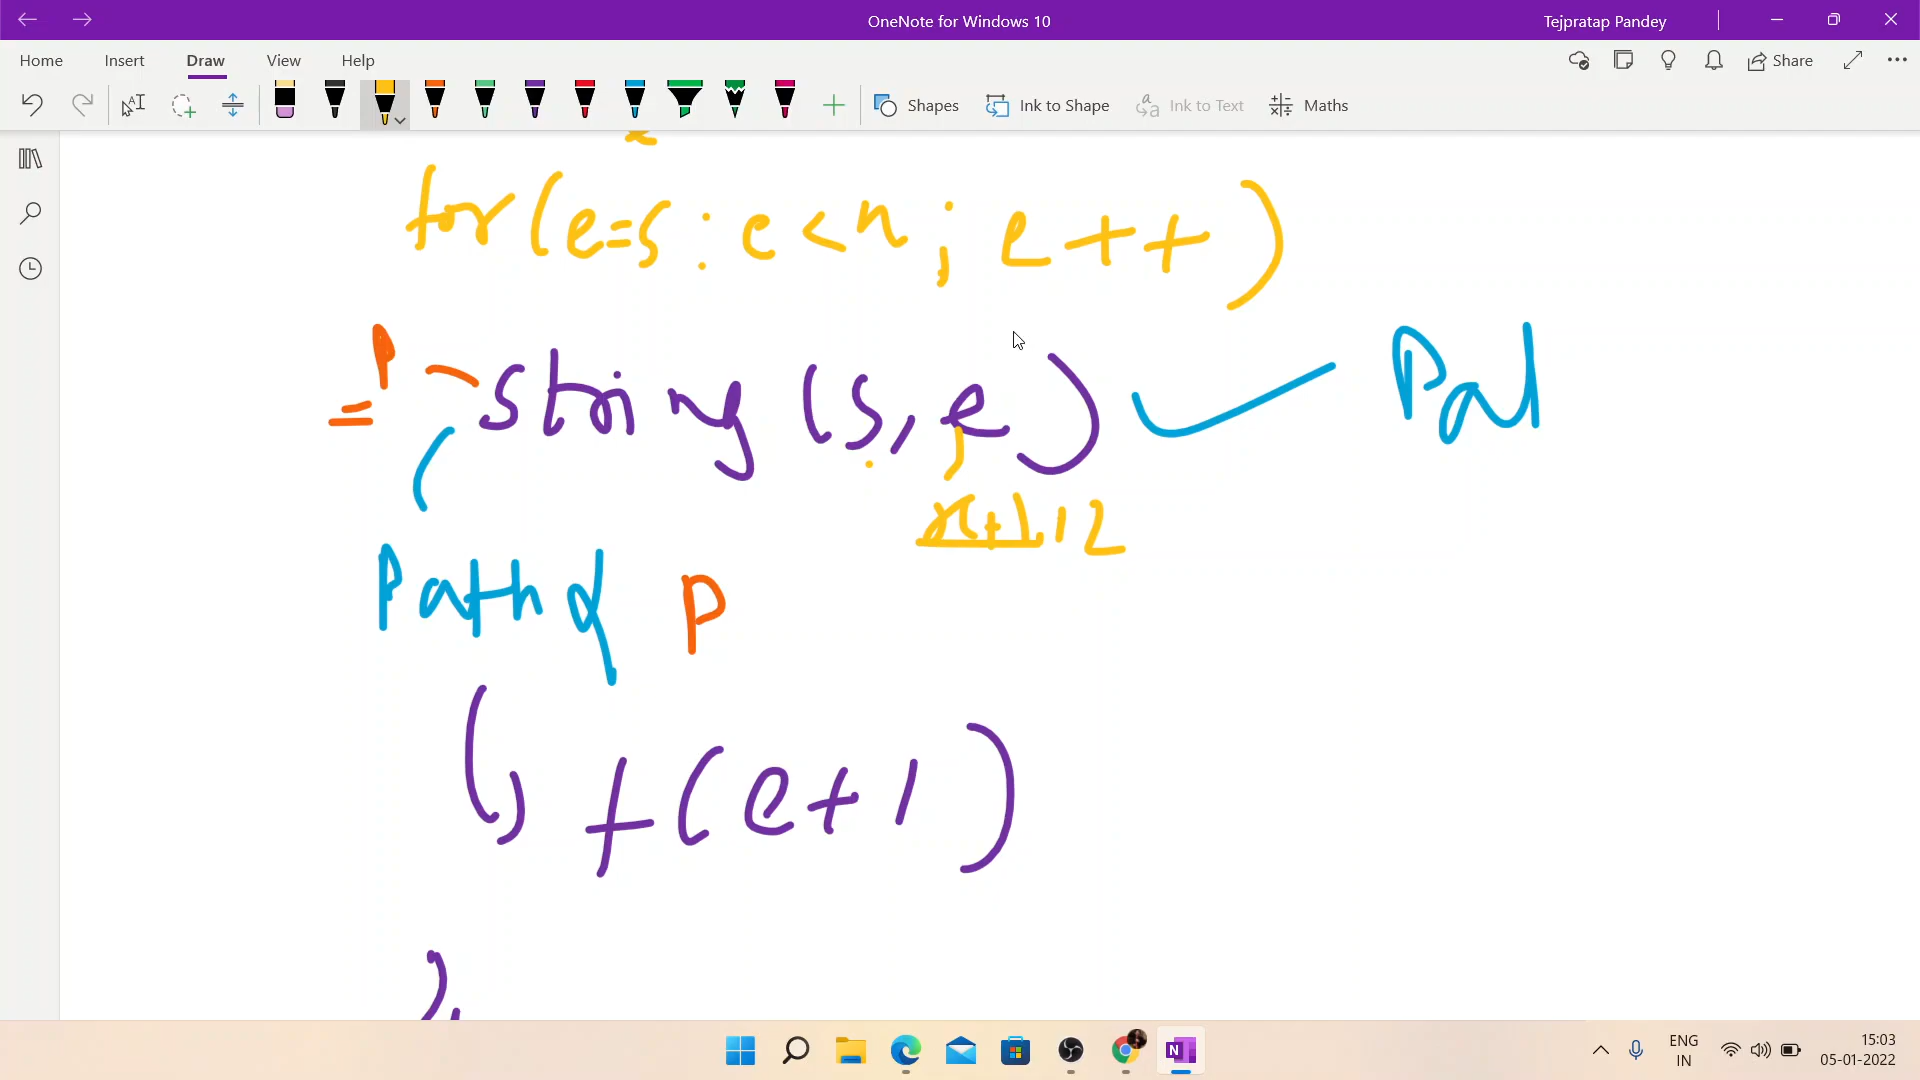 OneNote for Windows 10
Tejpratap Pandey
Home Insert Draw View Help
Share
Shapes Ink to Shape Ink to Text Maths
for(e=s : e<n ; e++)
= P string (s, e) Pal
x+1, 12
Path P
f(e+1)
ENG
IN
15:03
05-01-2022